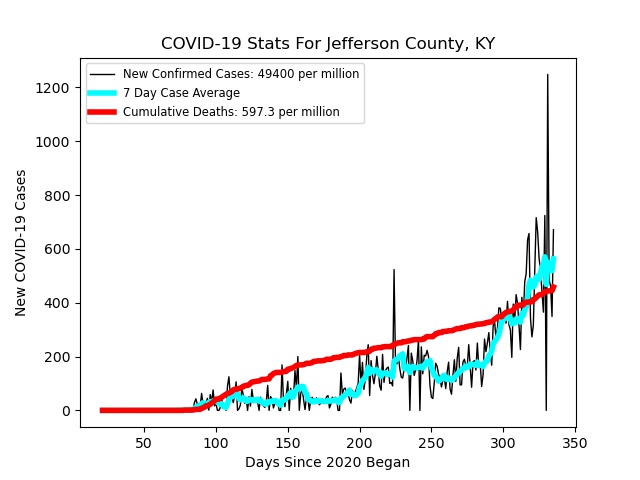 COVID-19 Stats For Jefferson County, KY
New Confirmed Cases: 49400 per million
7 Day Case Average
Cumulative Deaths: 597.3 per million
New COVID-19 Cases
1200
1000
800
600
400
200
0
50 100 150 200 250 300 350
Days Since 2020 Began